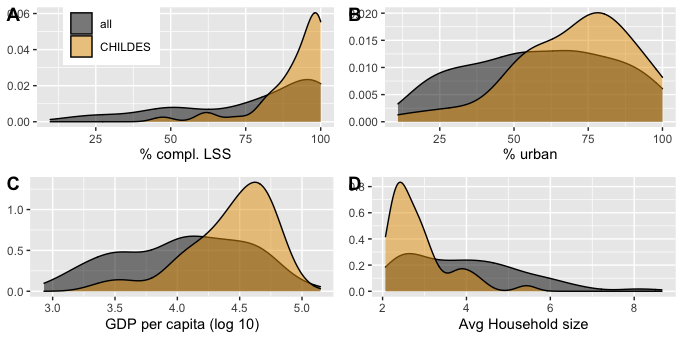 A
0.06
0.04
0.02
0.00
all
CHILDES
25 50 75 100
% compl. LSS
B
0.020
0.015
0.010
0.005
0.000
25 50 75 100
% urban
C
1.0
0.5
0.0
3.0 3.5 4.0 4.5 5.0
GDP per capita (log 10)
D
0.8
0.6
0.4
0.2
0.0
2 4 6 8
Avg Household size